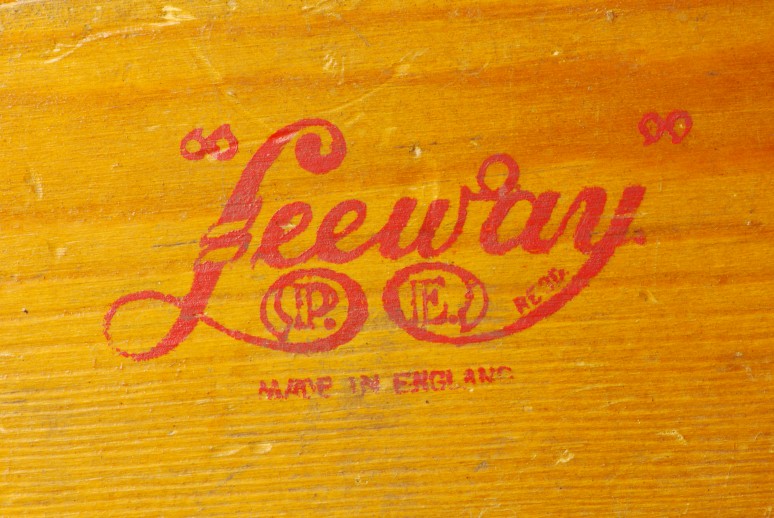 "Leeway"
P. E. REGD.
MADE IN ENGLAND